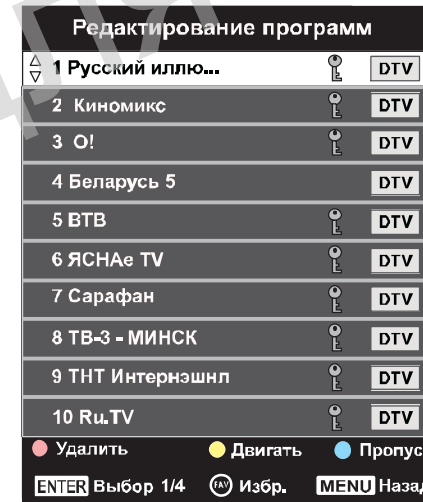 Редактирование программ
1 Русский иллю... DTV
2 Киномикс DTV
3 О! DTV
4 Беларусь 5 DTV
5 ВТВ DTV
6 ЯСНАе TV DTV
7 Сарафан DTV
8 ТВ-3 - МИНСК DTV
9 ТНТ Интернэшнл DTV
10 Ru.TV DTV
Удалить Двигать Пропус
ENTER Выбор 1/4 FAV Избр. MENU Назад